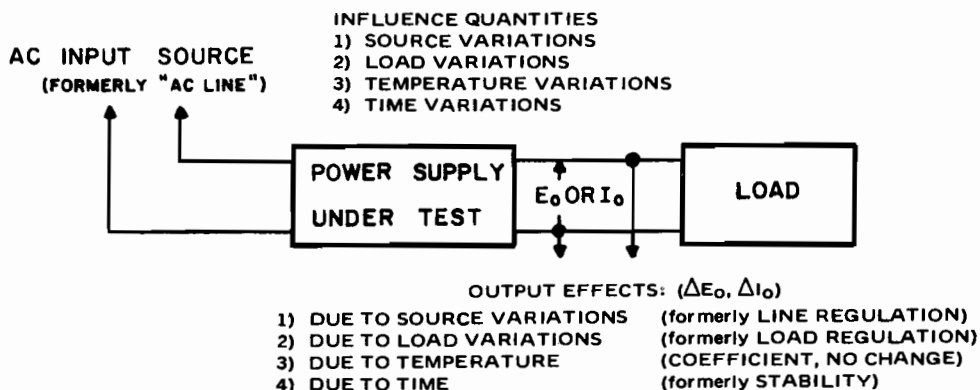 INFLUENCE QUANTITIES
1) SOURCE VARIATIONS
2) LOAD VARIATIONS
3) TEMPERATURE VARIATIONS
4) TIME VARIATIONS
AC INPUT SOURCE
(FORMERLY "AC LINE")
POWER SUPPLY
UNDER TEST
E₀ OR I₀
LOAD
OUTPUT EFFECTS: (ΔE₀, ΔI₀)
1) DUE TO SOURCE VARIATIONS (formerly LINE REGULATION)
2) DUE TO LOAD VARIATIONS (formerly LOAD REGULATION)
3) DUE TO TEMPERATURE (COEFFICIENT, NO CHANGE)
4) DUE TO TIME (formerly STABILITY)